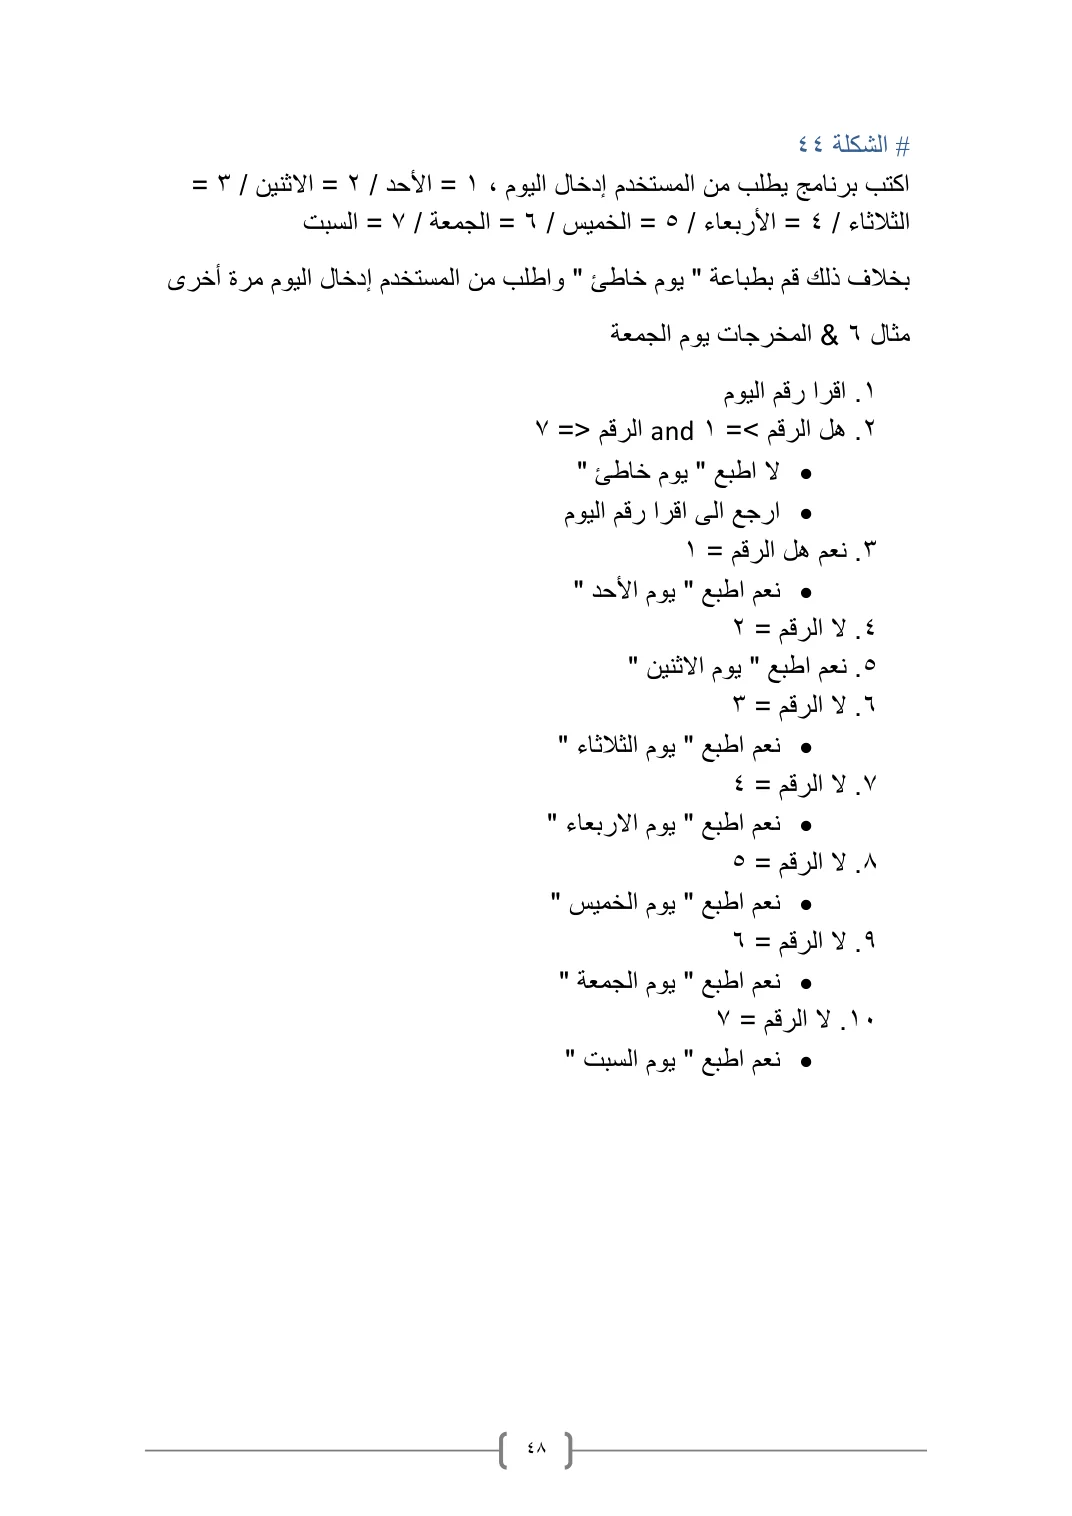 # الشكلة ٤٤
اكتب برنامج يطلب من المستخدم إدخال اليوم ، ١ = الأحد / ٢ = الاثنين / ٣ =
الثلاثاء / ٤ = الأربعاء / ٥ = الخميس / ٦ = الجمعة / ٧ = السبت
بخلاف ذلك قم بطباعة " يوم خاطئ " واطلب من المستخدم إدخال اليوم مرة أخرى
مثال ٦ & المخرجات يوم الجمعة
١. اقرا رقم اليوم
٢. هل الرقم >= ١ and الرقم <= ٧
• لا اطبع " يوم خاطئ "
• ارجع الى اقرا رقم اليوم
٣. نعم هل الرقم = ١
• نعم اطبع " يوم الأحد "
٤. لا الرقم = ٢
٥. نعم اطبع " يوم الاثنين "
٦. لا الرقم = ٣
• نعم اطبع " يوم الثلاثاء "
٧. لا الرقم = ٤
• نعم اطبع " يوم الاربعاء "
٨. لا الرقم = ٥
• نعم اطبع " يوم الخميس "
٩. لا الرقم = ٦
• نعم اطبع " يوم الجمعة "
١٠. لا الرقم = ٧
• نعم اطبع " يوم السبت "
٤٨